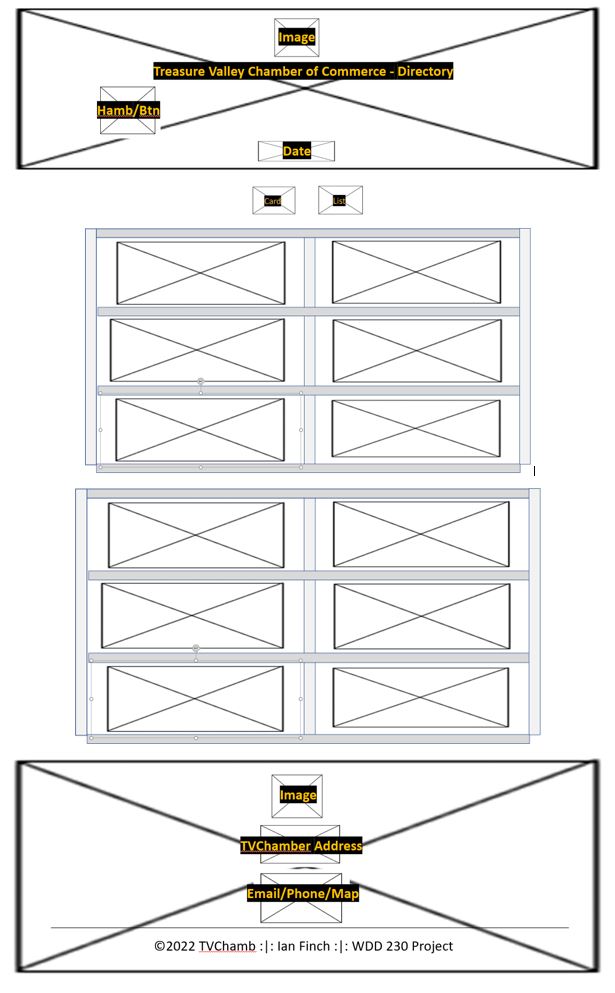 Image
Treasure Valley Chamber of Commerce - Directory
Hamb/Btn
Date
Card List
Image
TVChamber Address
Email/Phone/Map
©2022 TVChamb :|: Ian Finch :|: WDD 230 Project